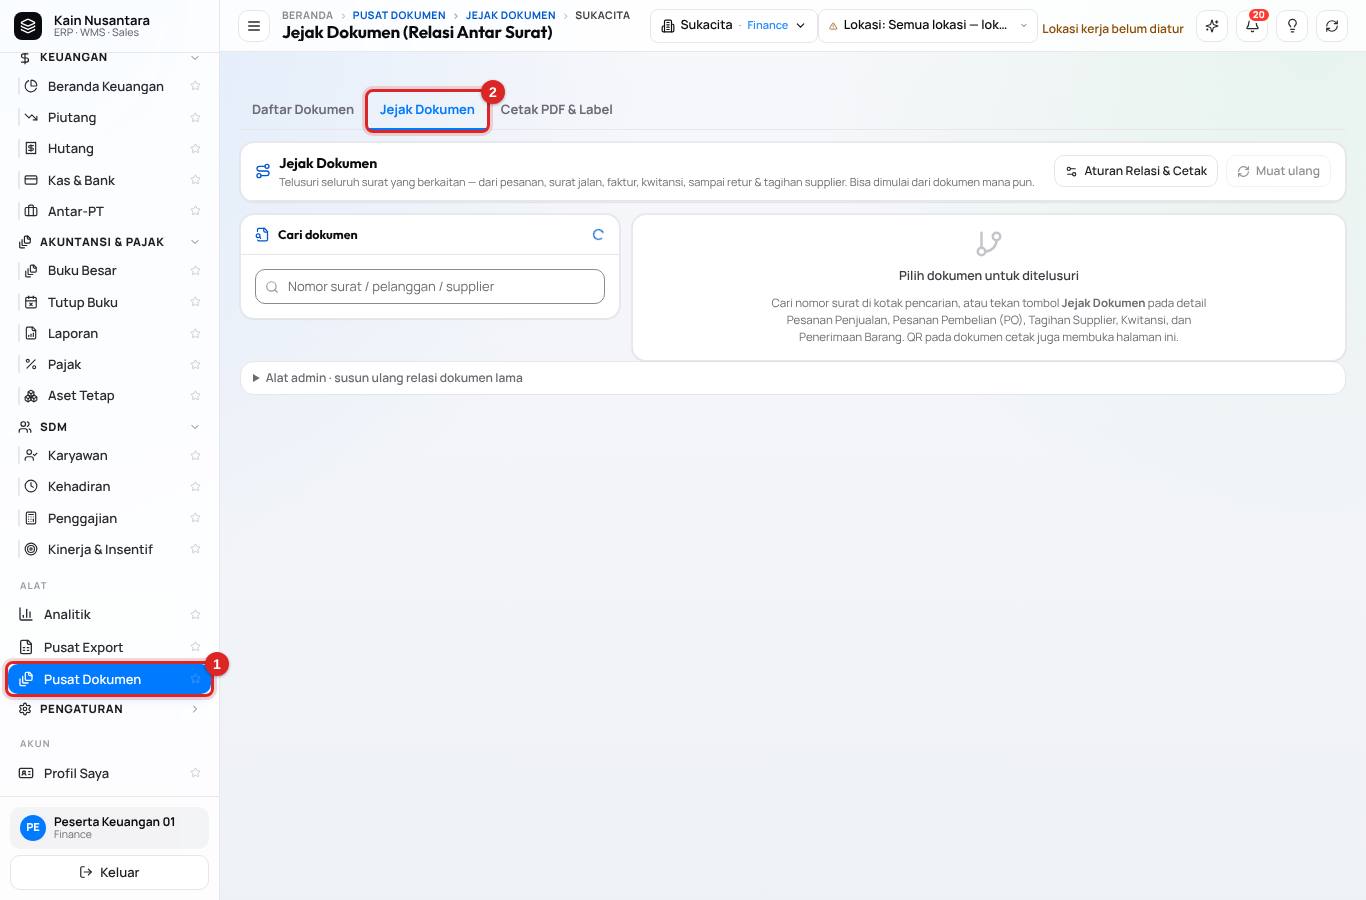 Kain Nusantara
ERP · WMS · Sales
KEUANGAN
Beranda Keuangan
Piutang
Hutang
Kas & Bank
Antar-PT
AKUNTANSI & PAJAK
Buku Besar
Tutup Buku
Laporan
Pajak
Aset Tetap
SDM
Karyawan
Kehadiran
Penggajian
Kinerja & Insentif
ALAT
Analitik
Pusat Export
Pusat Dokumen
1
PENGATURAN
AKUN
Profil Saya
PE
Peserta Keuangan 01
Finance
Keluar
BERANDA > PUSAT DOKUMEN > JEJAK DOKUMEN > SUKACITA
Jejak Dokumen (Relasi Antar Surat)
Sukacita · Finance
Lokasi: Semua lokasi — lok...
Lokasi kerja belum diatur
20
Daftar Dokumen
Jejak Dokumen
2
Cetak PDF & Label
Jejak Dokumen
Telusuri seluruh surat yang berkaitan — dari pesanan, surat jalan, faktur, kwitansi, sampai retur & tagihan supplier. Bisa dimulai dari dokumen mana pun.
Aturan Relasi & Cetak
Muat ulang
Cari dokumen
Nomor surat / pelanggan / supplier
Pilih dokumen untuk ditelusuri
Cari nomor surat di kotak pencarian, atau tekan tombol Jejak Dokumen pada detail
Pesanan Penjualan, Pesanan Pembelian (PO), Tagihan Supplier, Kwitansi, dan
Penerimaan Barang. QR pada dokumen cetak juga membuka halaman ini.
Alat admin · susun ulang relasi dokumen lama